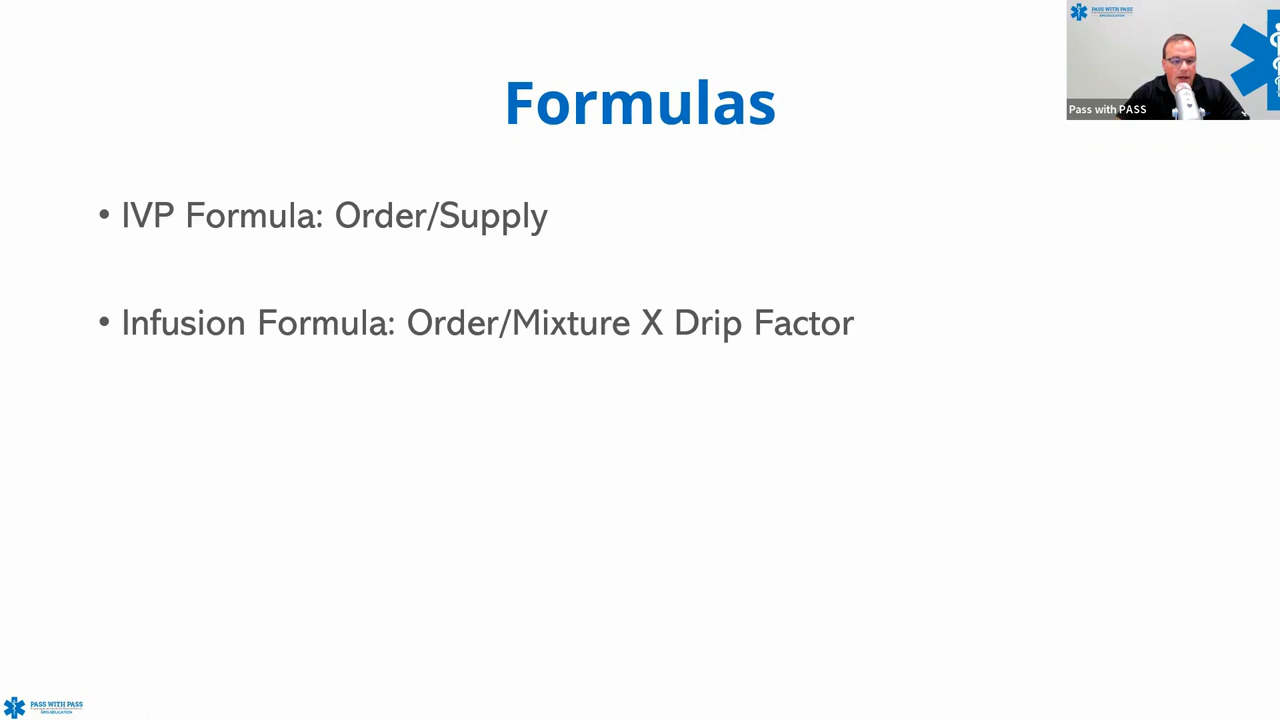 PASS WITH PASS
Pass with PASS
Formulas
• IVP Formula: Order/Supply
• Infusion Formula: Order/Mixture X Drip Factor
PASS WITH PASS